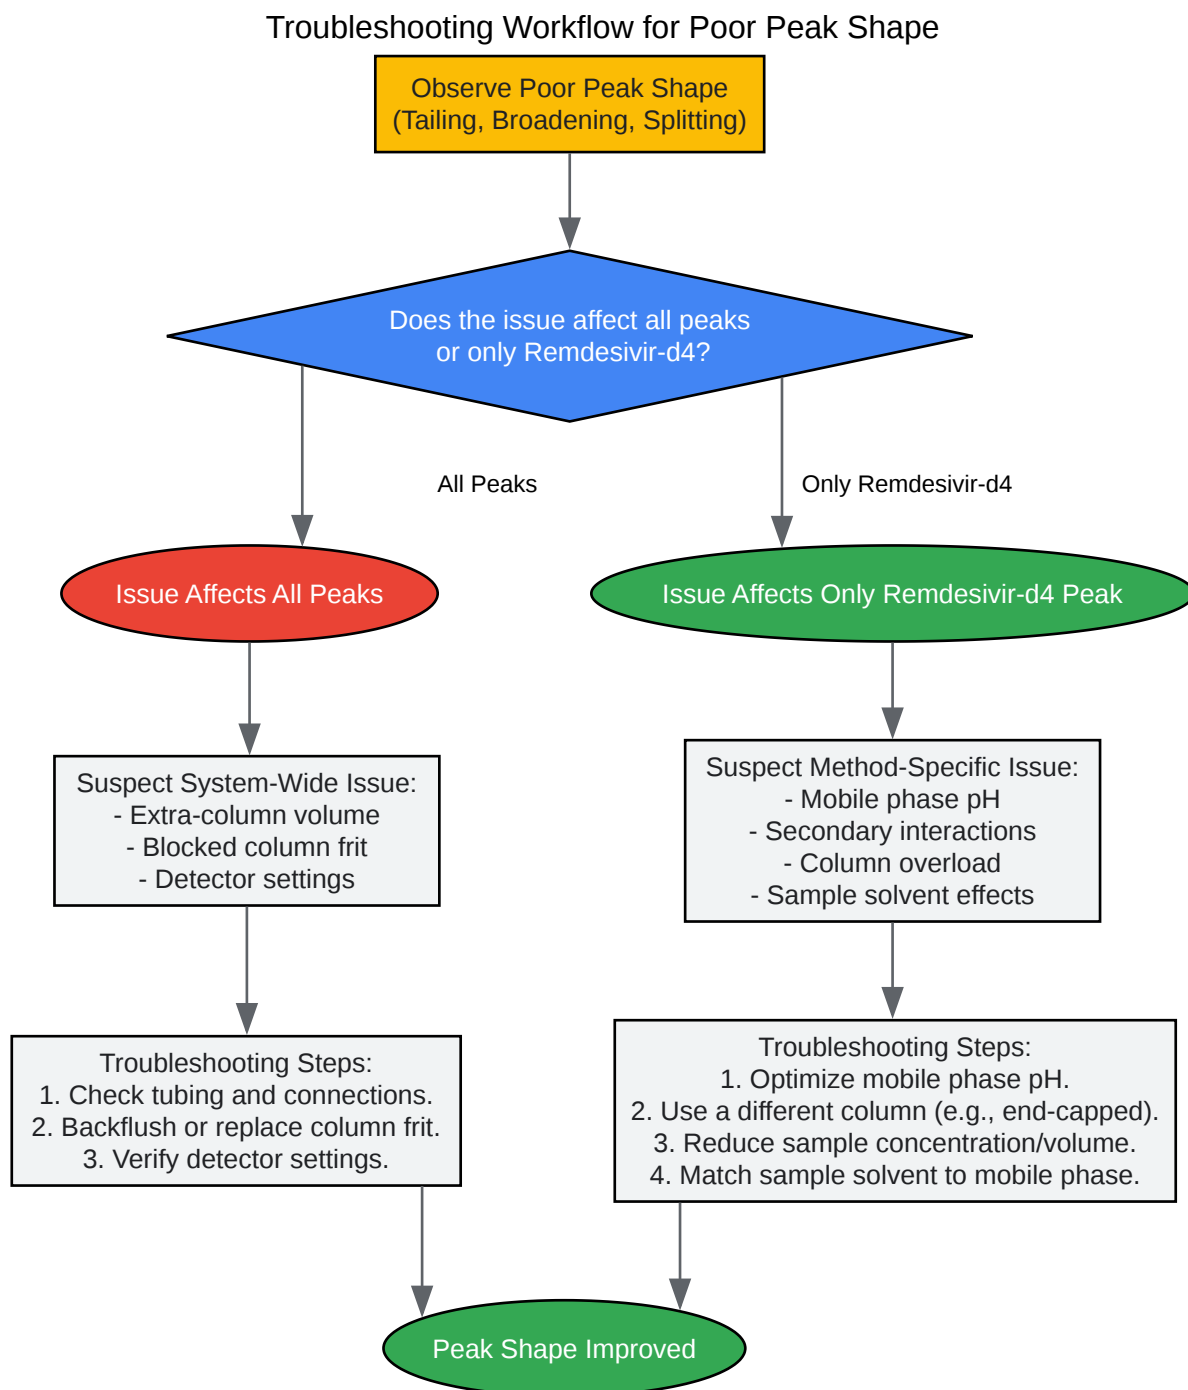 Troubleshooting Workflow for Poor Peak Shape
Observe Poor Peak Shape
(Tailing, Broadening, Splitting)
Does the issue affect all peaks
or only Remdesivir-d4?
All Peaks
Only Remdesivir-d4
Issue Affects All Peaks
Issue Affects Only Remdesivir-d4 Peak
Suspect System-Wide Issue:
- Extra-column volume
- Blocked column frit
- Detector settings
Suspect Method-Specific Issue:
- Mobile phase pH
- Secondary interactions
- Column overload
- Sample solvent effects
Troubleshooting Steps:
1. Check tubing and connections.
2. Backflush or replace column frit.
3. Verify detector settings.
Troubleshooting Steps:
1. Optimize mobile phase pH.
2. Use a different column (e.g., end-capped).
3. Reduce sample concentration/volume.
4. Match sample solvent to mobile phase.
Peak Shape Improved